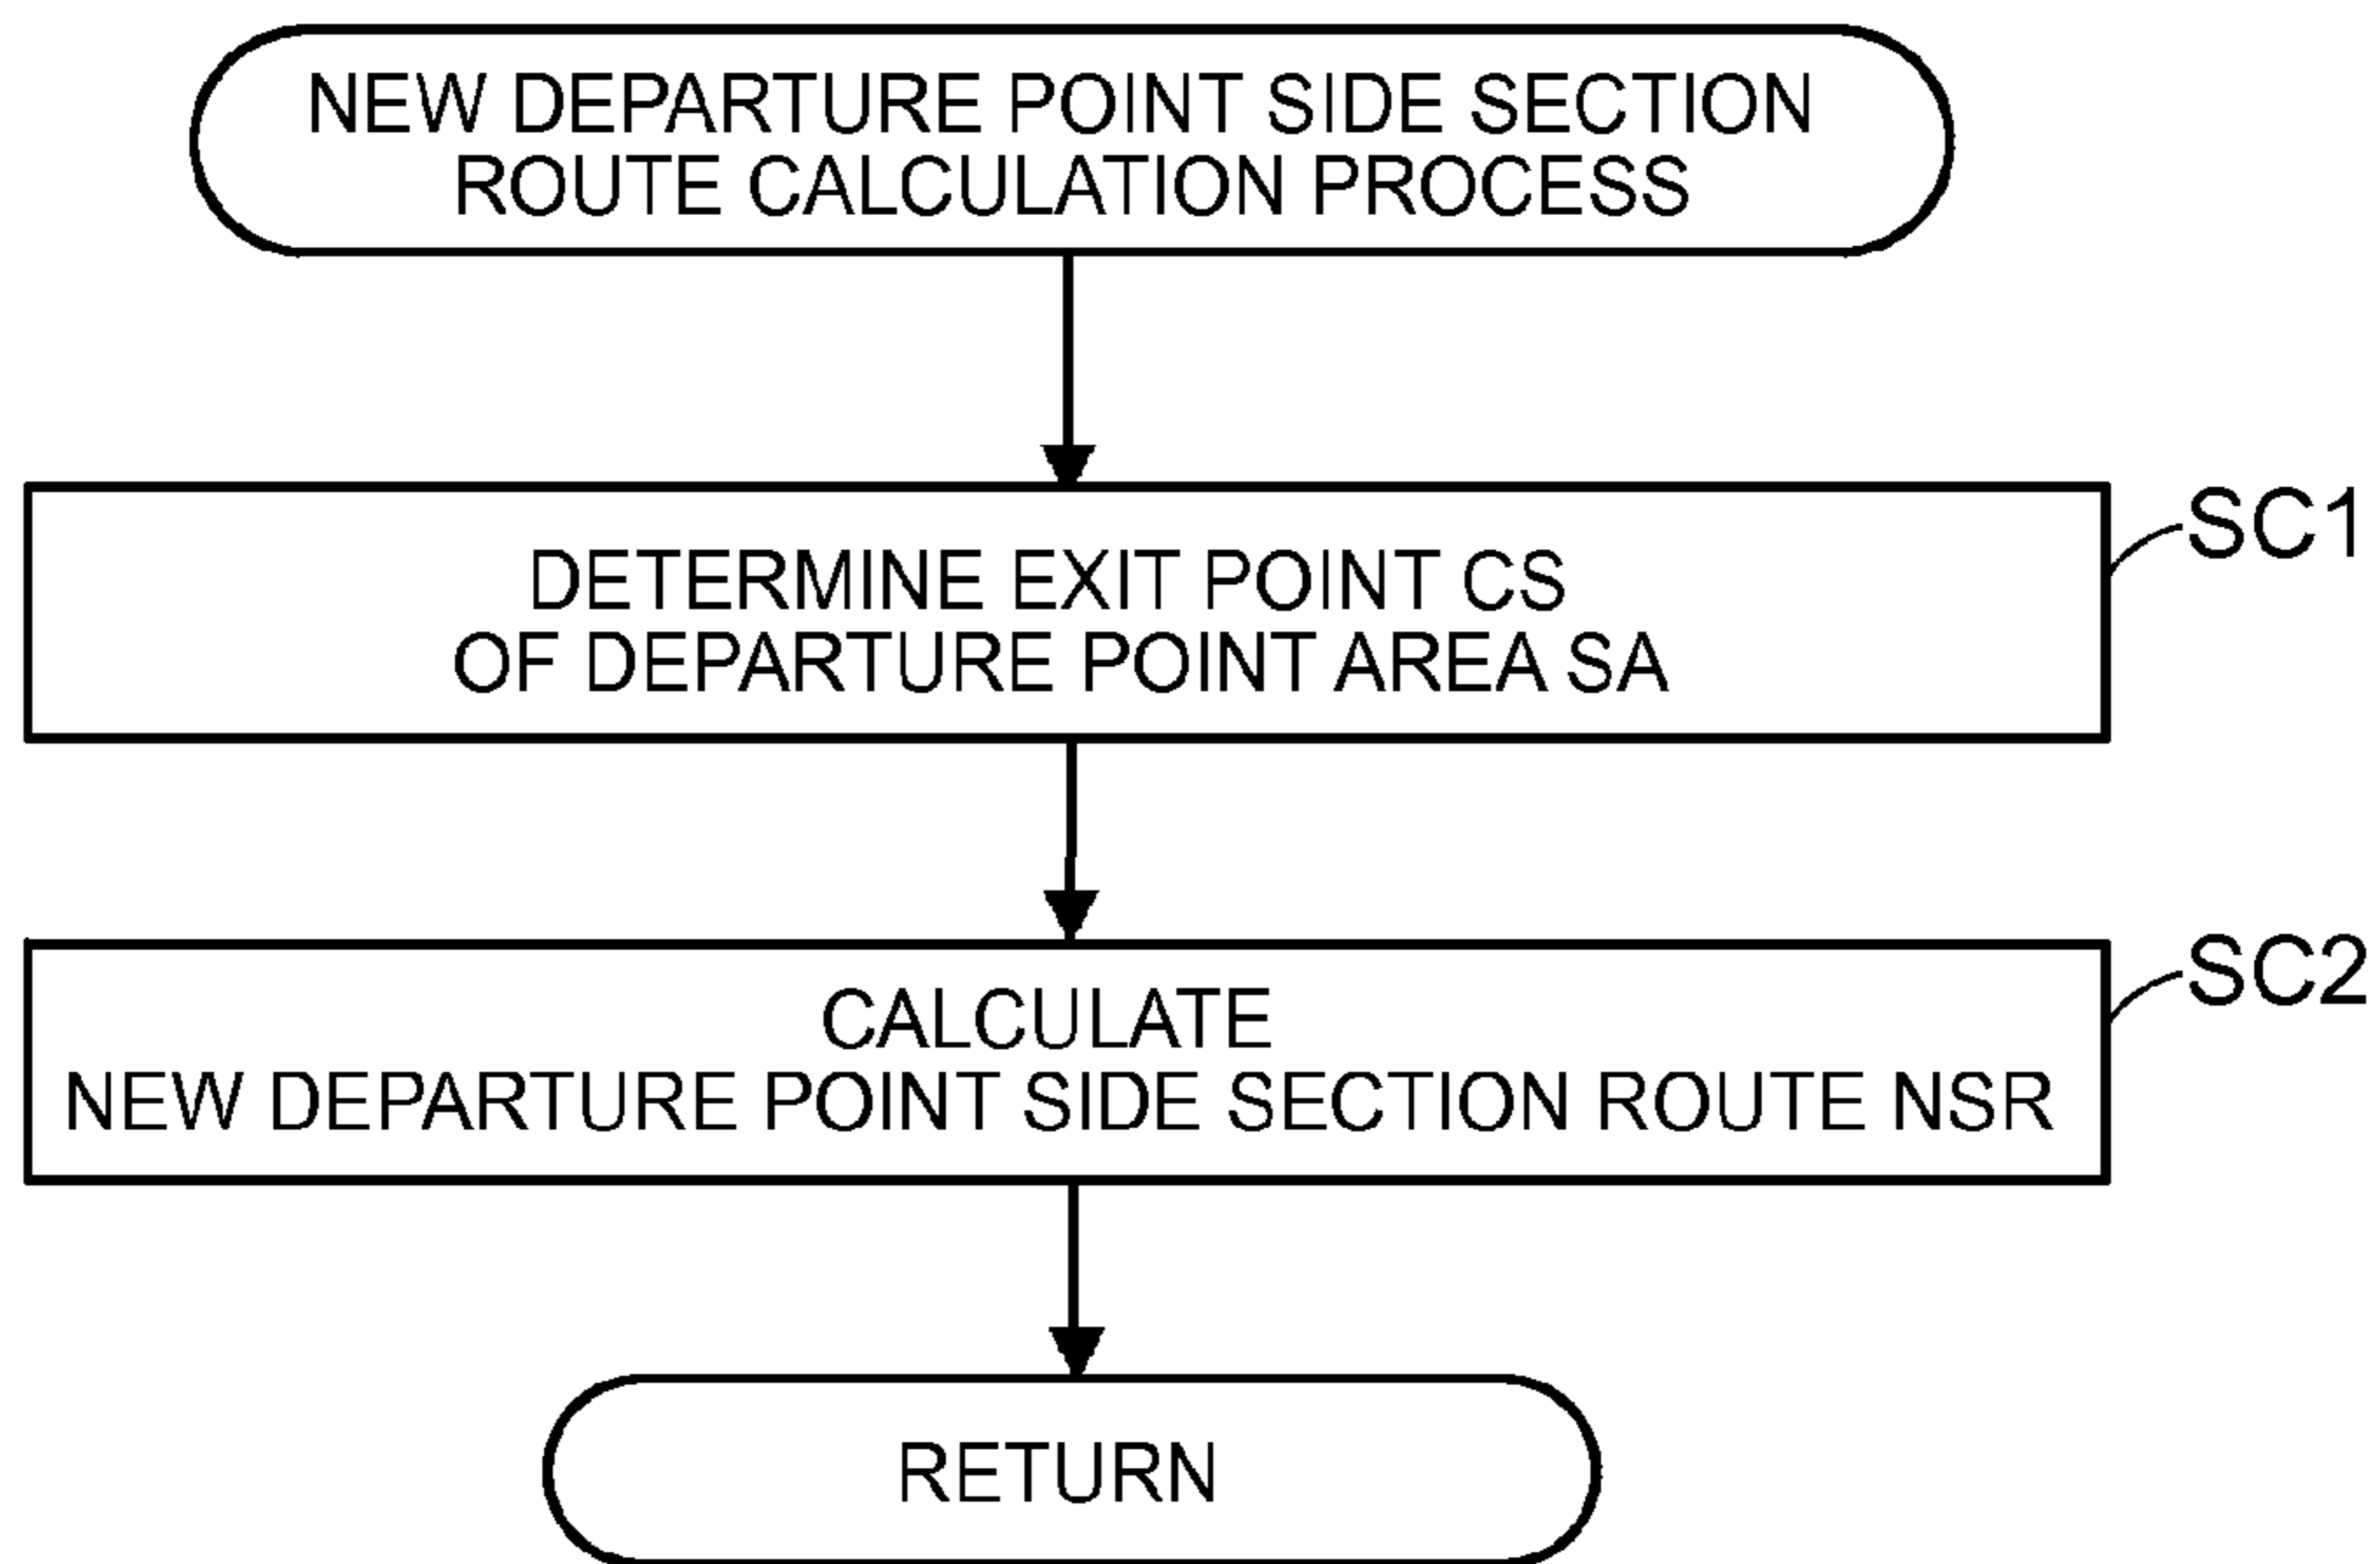 NEW DEPARTURE POINT SIDE SECTION
ROUTE CALCULATION PROCESS
DETERMINE EXIT POINT CS
OF DEPARTURE POINT AREA SA
SC1
CALCULATE
NEW DEPARTURE POINT SIDE SECTION ROUTE NSR
SC2
RETURN